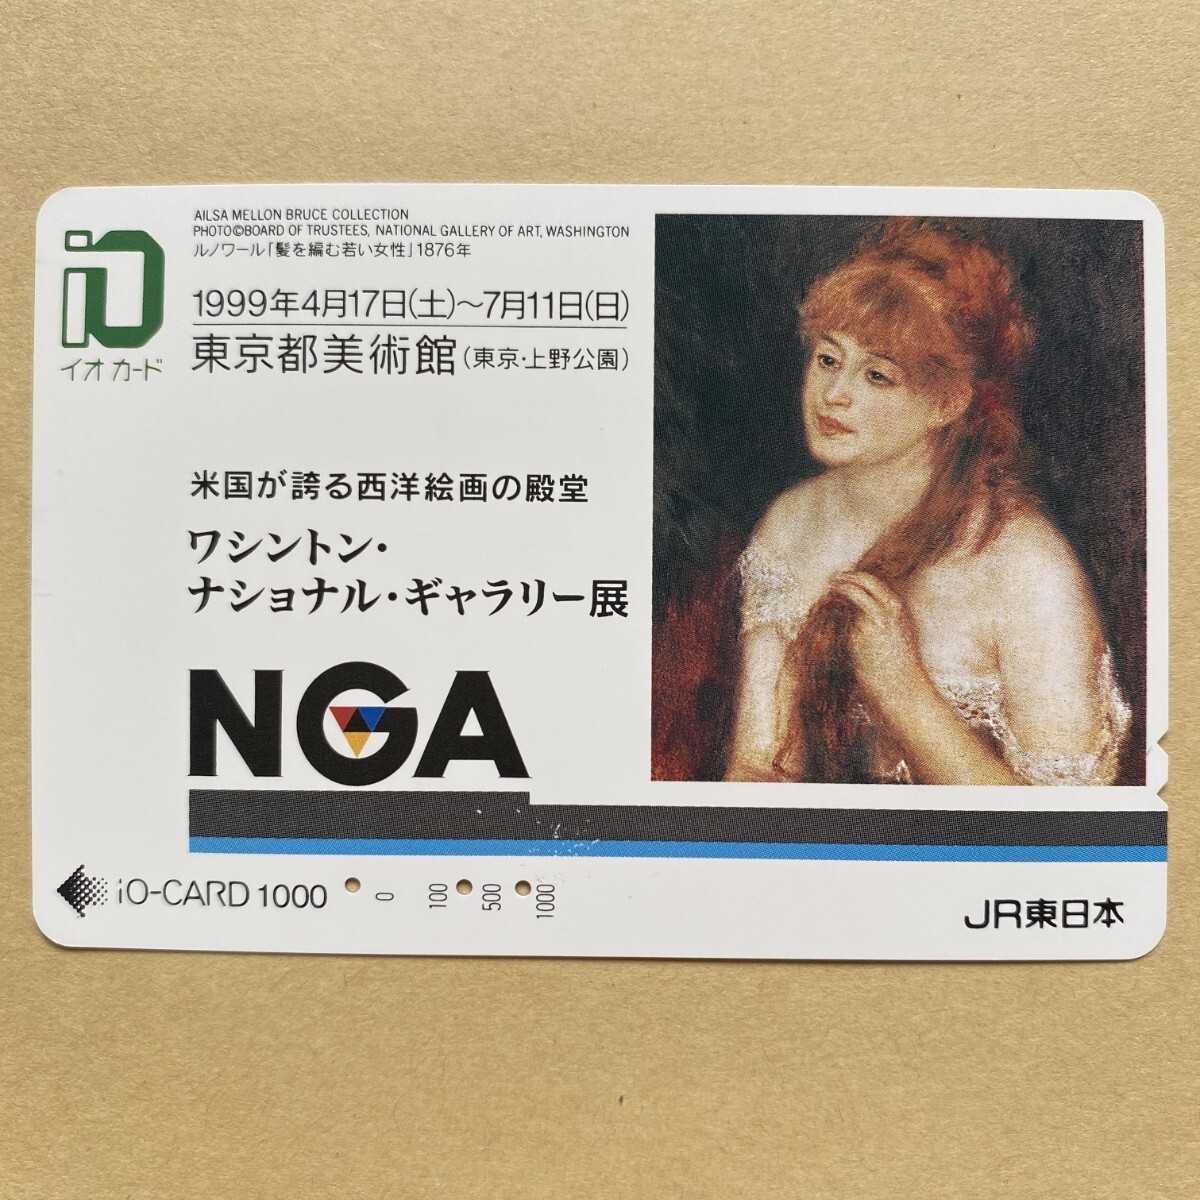 AILSA MELLON BRUCE COLLECTION
PHOTO©BOARD OF TRUSTEES, NATIONAL GALLERY OF ART, WASHINGTON
ルノワール「髪を編む若い女性」1876年
iO
イオカード
1999年4月17日(土)～7月11日(日)
東京都美術館(東京・上野公園)
米国が誇る西洋絵画の殿堂
ワシントン・
ナショナル・ギャラリー展
NGA
iO-CARD 1000
0 100 500 1000
JR東日本